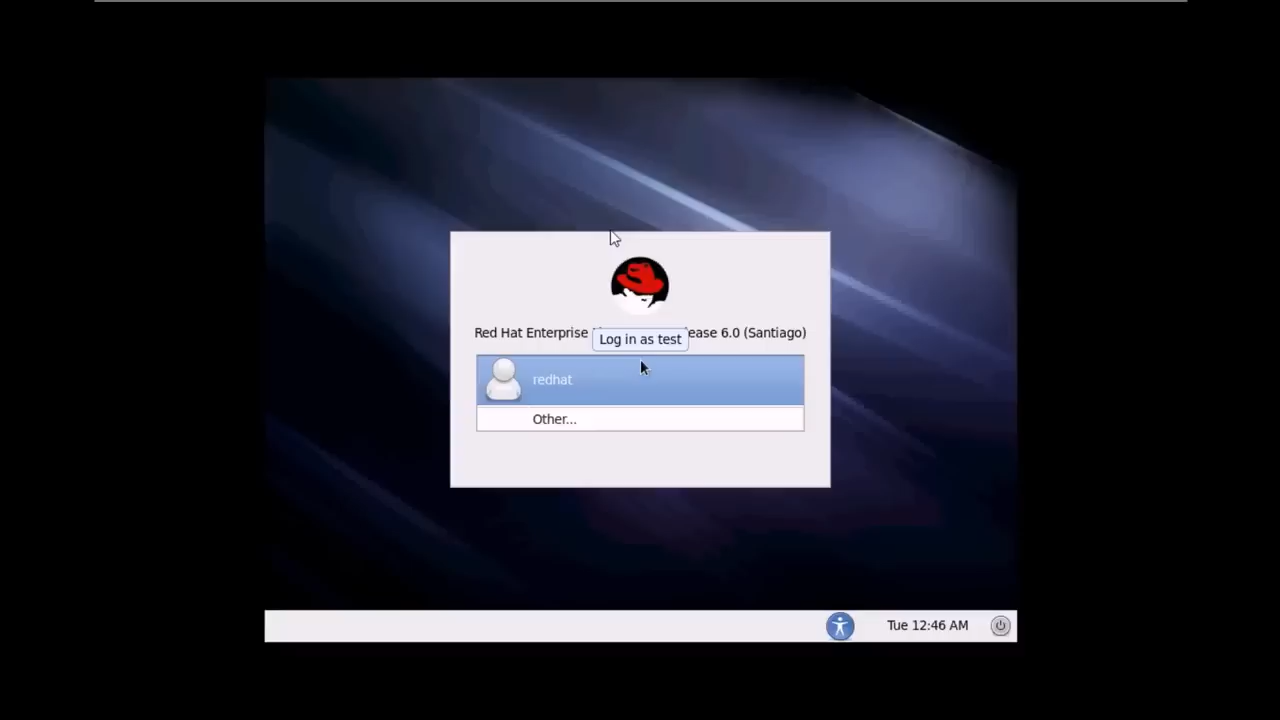 Red Hat Enterprise ease 6.0 (Santiago)
Log in as test
redhat
Other...
Tue 12:46 AM